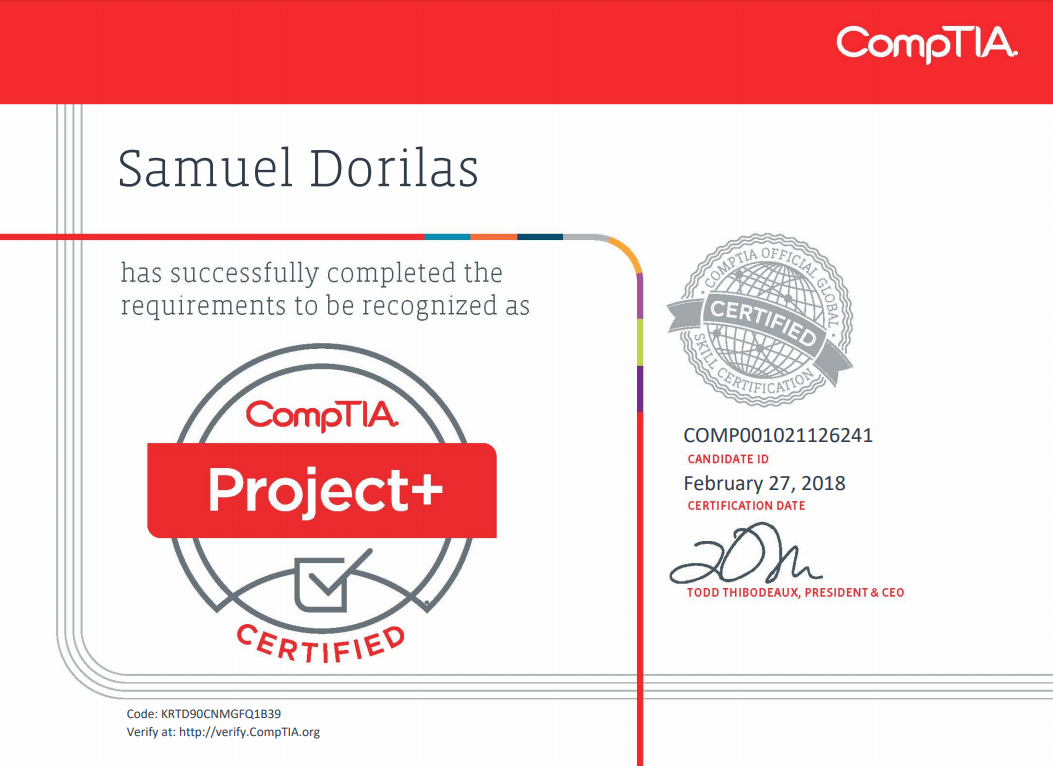 CompTIA.
Samuel Dorilas
has successfully completed the
requirements to be recognized as
COMPTIA OFFICIAL GLOBAL
CERTIFIED
SKILL CERTIFICATION
CompTIA.
Project+
CERTIFIED
COMP001021126241
CANDIDATE ID
February 27, 2018
CERTIFICATION DATE
TODD THIBODEAUX, PRESIDENT & CEO
Code: KRTD90CNMGFQ1B39
Verify at: http://verify.CompTIA.org